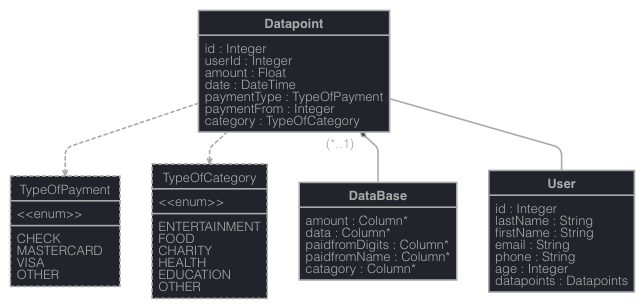 Datapoint
id : Integer
userId : Integer
amount : Float
date : DateTime
paymentType : TypeOfPayment
paymentFrom : Integer
category : TypeOfCategory
(*..1)
TypeOfPayment
<<enum>>
CHECK
MASTERCARD
VISA
OTHER
TypeOfCategory
<<enum>>
ENTERTAINMENT
FOOD
CHARITY
HEALTH
EDUCATION
OTHER
DataBase
amount : Column*
data : Column*
paidfromDigits : Column*
paidfromName : Column*
catagory : Column*
User
id : Integer
lastName : String
firstName : String
email : String
phone : String
age : Integer
datapoints : Datapoints